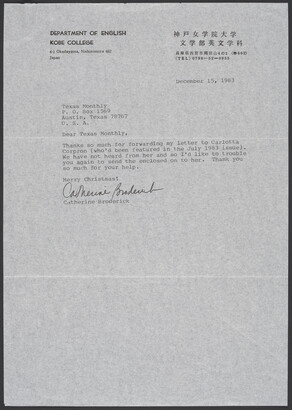 DEPARTMENT OF ENGLISH
KOBE COLLEGE
Japan
神戸女学院大学
文学部英文学科
December 15, 1983
Texas Monthly
P. O. Box 1569
Austin, Texas 78767
U. S. A.
Dear Texas Monthly,
Thanks so much for forwarding my letter to Carlotta
Corpron (who'd been featured in the July 1983 issue).
We have not heard from her and so I'd like to trouble
you again to send the enclosed on to her. Thank you
so much for your help.
Merry Christmas!
Catherine Broderick
Catherine Broderick